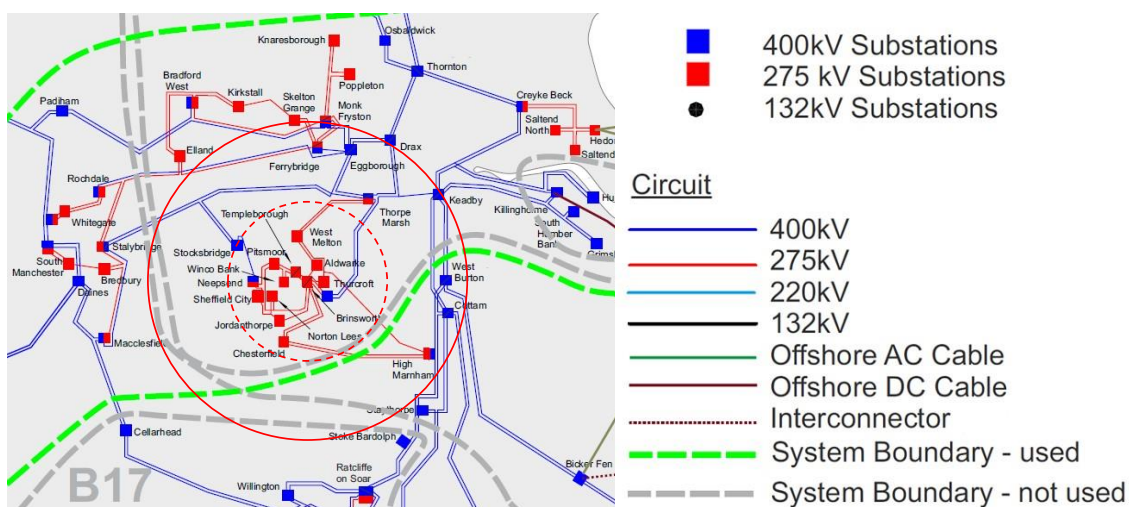 Osbaldwick
Knaresborough
Thornton
Bradford
West
Kirkstall
Poppleton
Creyke Beck
Padiham
Skelton
Grange
Monk
Fryston
Saltend
North
Hedon
Drax
Saltend
Elland
Ferrybridge
Eggborough
Rochdale
Keadby
Killingholme
Whitegate
Templeborough
Thorpe
Marsh
South
Humber
Bank
West
Melton
Stalybridge
Stocksbridge
Pitsmoor
South
Manchester
Winco Bank
Aldwarke
West
Burton
Bredbury
Neepsend
Thurcroft
Daines
Sheffield City
Cottam
Brinsworth
Jordanthorpe
Norton Lees
Macclesfield
Chesterfield
High
Marnham
Staythorpe
Cellarhead
Stoke Bardolph
Ratcliffe
on Soar
Bicker Fen
Willington
B17
400kV Substations
275 kV Substations
132kV Substations
Circuit
400kV
275kV
220kV
132kV
Offshore AC Cable
Offshore DC Cable
Interconnector
System Boundary - used
System Boundary - not used